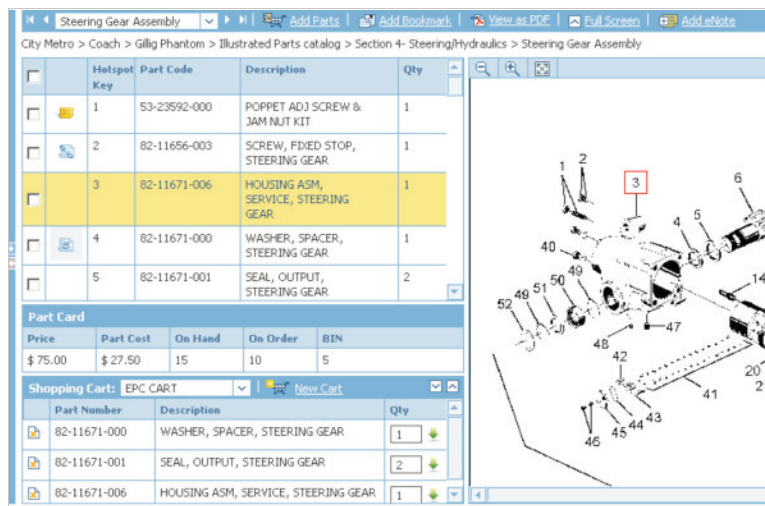 Steering Gear Assembly Add Parts Add Bookmark View as PDF Full Screen Add eNote
City Metro > Coach > Gillig Phantom > Illustrated Parts catalog > Section 4- Steering/Hydraulics > Steering Gear Assembly
Hotspot Key Part Code Description Qty
1 53-23592-000 POPPET ADJ SCREW & 1
JAM NUT KIT
2 82-11656-003 SCREW, FIXED STOP, 1
STEERING GEAR
3 82-11671-006 HOUSING ASM, 1
SERVICE, STEERING
GEAR
4 82-11671-000 WASHER, SPACER, 1
STEERING GEAR
5 82-11671-001 SEAL, OUTPUT, 2
STEERING GEAR
Part Card
Price Part Cost On Hand On Order BIN
$ 75.00 $ 27.50 15 10 5
Shopping Cart: EPC CART New Cart
Part Number Description Qty
82-11671-000 WASHER, SPACER, STEERING GEAR 1
82-11671-001 SEAL, OUTPUT, STEERING GEAR 2
82-11671-006 HOUSING ASM, SERVICE, STEERING GEAR 1
1 2
3
6
4 5
40
14
49 51 50 49
52
48 47
42
20
41
43
44
45
46